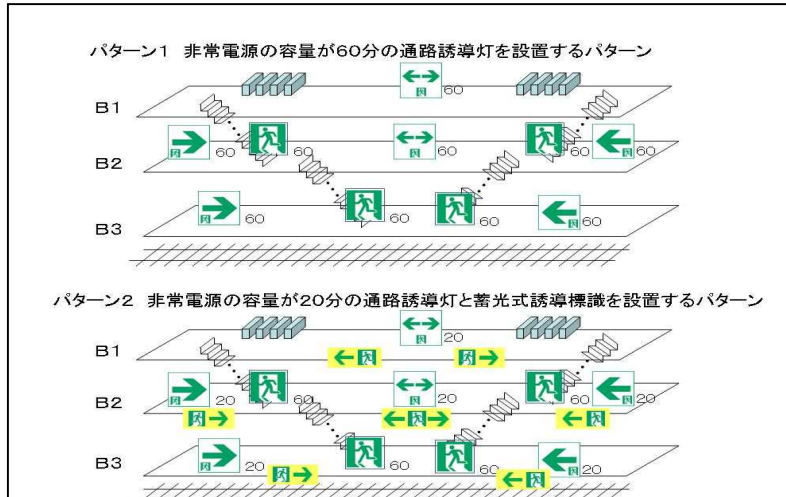 パターン1 非常電源の容量が60分の通路誘導灯を設置するパターン
60
B1
60 60 60 60
B2
60 60 60 60
B3
パターン2 非常電源の容量が20分の通路誘導灯と蓄光式誘導標識を設置するパターン
20
B1
20 60 20 60 20
B2
20 60 60 20
B3